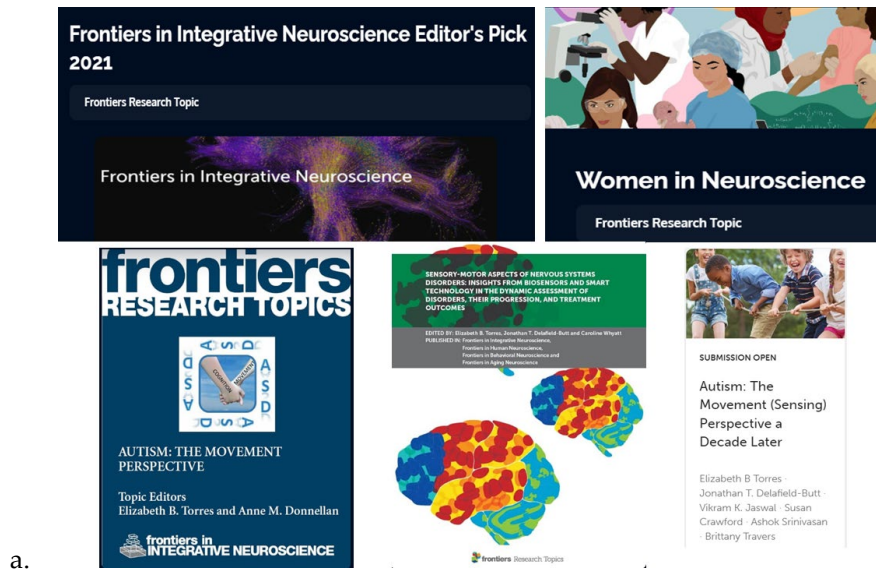 Frontiers in Integrative Neuroscience Editor's Pick
2021
Frontiers Research Topic
Frontiers in Integrative Neuroscience
Women in Neuroscience
Frontiers Research Topic
frontiers
RESEARCH TOPICS
ASD
ASD
ASD
ASD
COGNITION
MOVEMENT
AUTISM: THE MOVEMENT
PERSPECTIVE
Topic Editors
Elizabeth B. Torres and Anne M. Donnellan
frontiers in
INTEGRATIVE NEUROSCIENCE
SENSORY-MOTOR ASPECTS OF NERVOUS SYSTEMS
DISORDERS: INSIGHTS FROM BIOSENSORS AND SMART
TECHNOLOGY IN THE DYNAMIC ASSESSMENT OF
DISORDERS, THEIR PROGRESSION, AND TREATMENT
OUTCOMES
EDITED BY: Elizabeth B. Torres, Jonathan T. Delafield-Butt and Caroline Whyatt
PUBLISHED IN: Frontiers in Integrative Neuroscience,
Frontiers in Human Neuroscience,
Frontiers in Behavioral Neuroscience and
Frontiers in Aging Neuroscience
frontiers Research Topics
SUBMISSION OPEN
Autism: The
Movement (Sensing)
Perspective a
Decade Later
Elizabeth B Torres ·
Jonathan T. Delafield-Butt ·
Vikram K. Jaswal · Susan
Crawford · Ashok Srinivasan
· Brittany Travers
a.